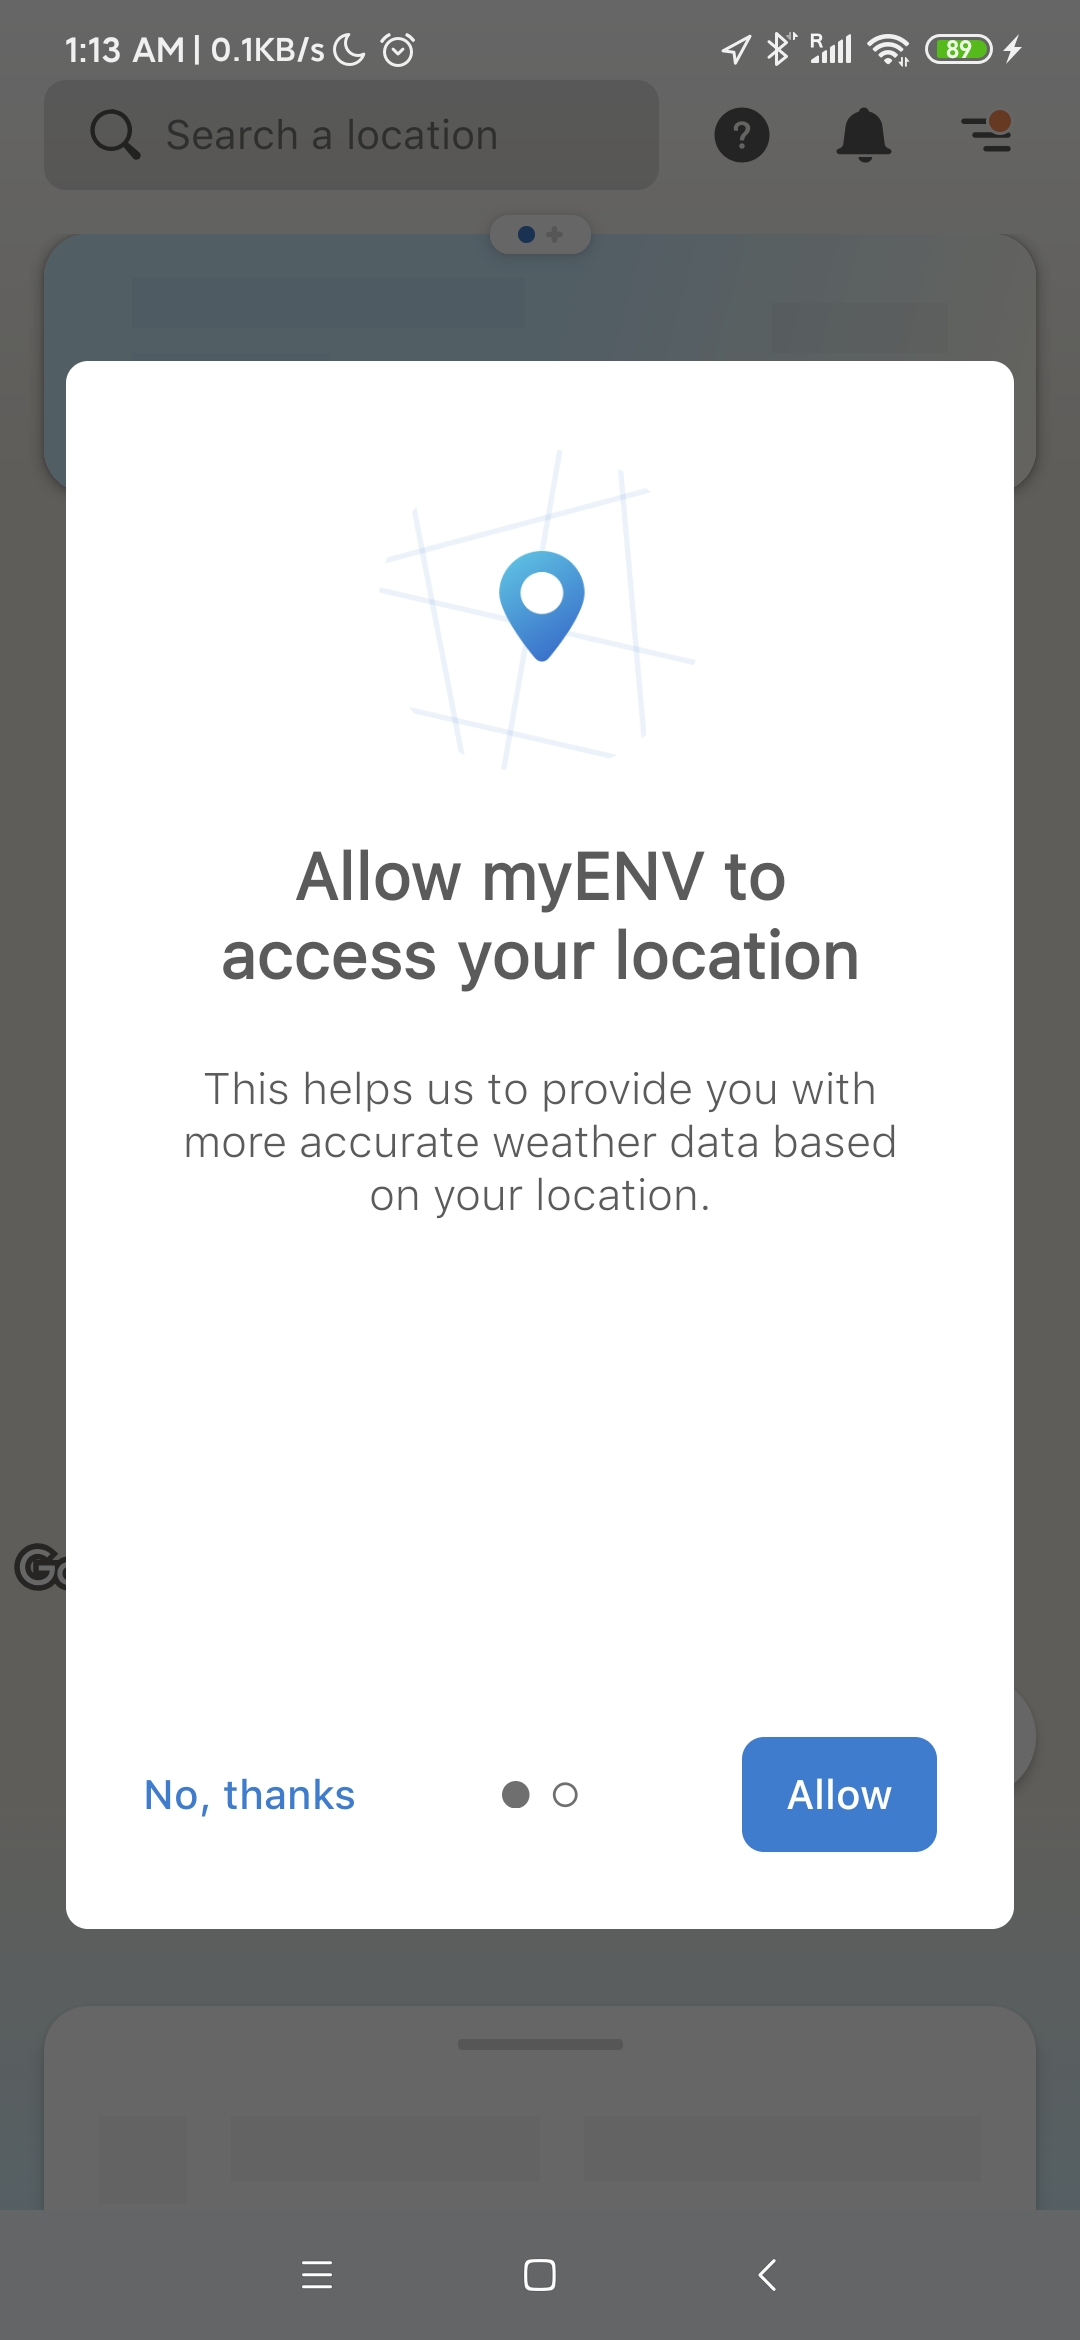 1:13 AM | 0.1KB/s
R
89
Search a location
?
Allow myENV to
access your location
This helps us to provide you with
more accurate weather data based
on your location.
Go
No, thanks
Allow